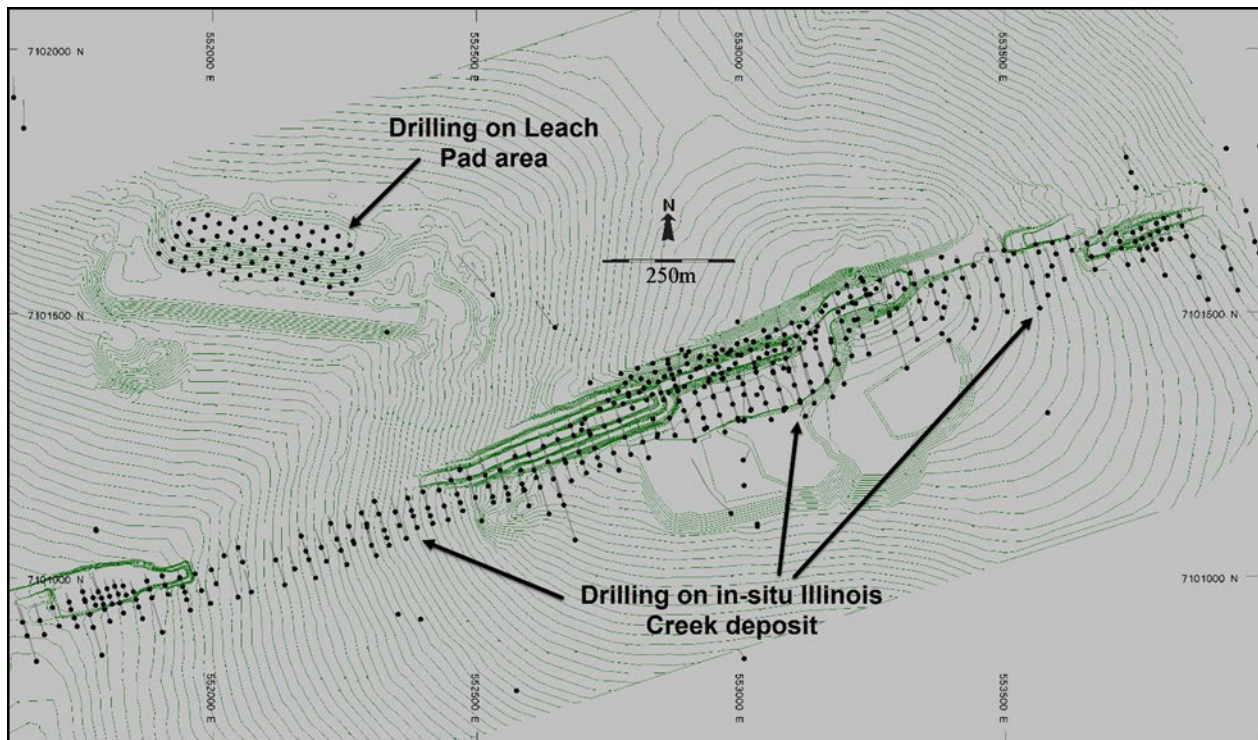 7102000 N
552000 E
552500 E
553000 E
553500 E
Drilling on Leach
Pad area
N
250m
7101500 N
7101500 N
7101000 N
7101000 N
Drilling on in-situ Illinois
Creek deposit
552000 E
552500 E
553000 E
553500 E